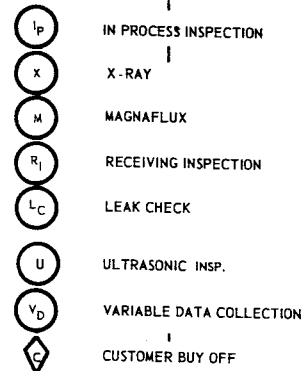 IP IN PROCESS INSPECTION
X X-RAY
M MAGNAFLUX
RI RECEIVING INSPECTION
LC LEAK CHECK
U ULTRASONIC INSP.
VD VARIABLE DATA COLLECTION
C CUSTOMER BUY OFF